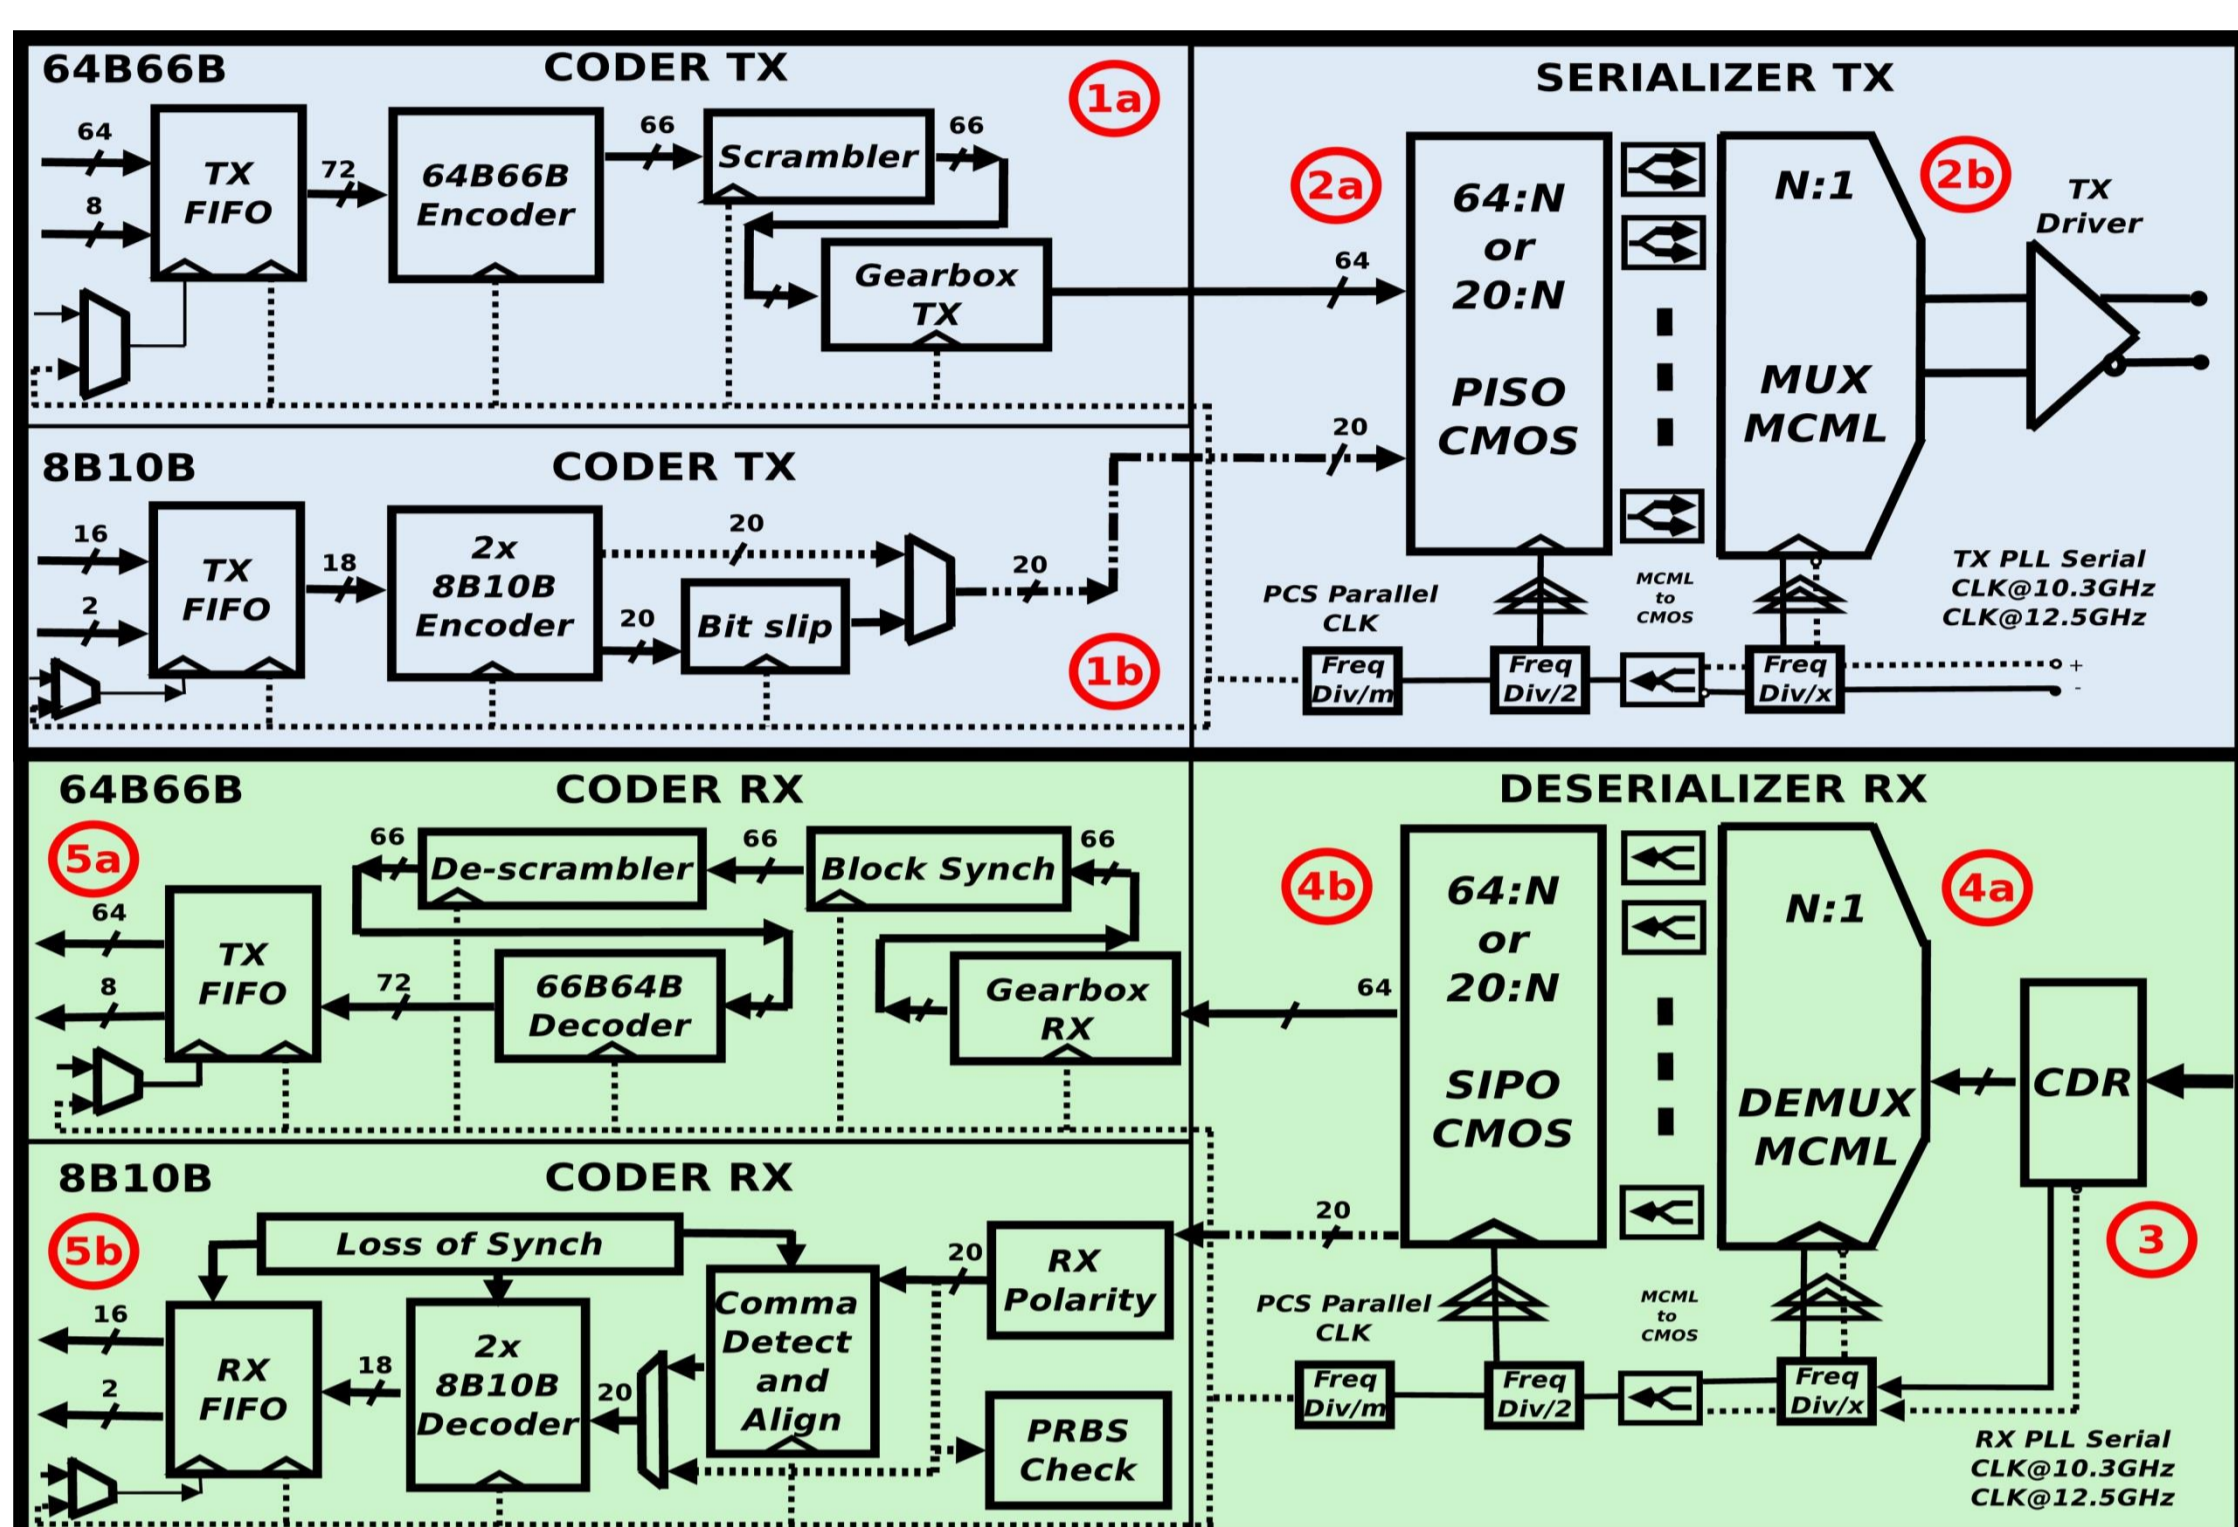 64B66B
CODER TX
1a
64
8
TX
FIFO
72
64B66B
Encoder
66
Scrambler
66
Gearbox
TX
8B10B
CODER TX
16
2
TX
FIFO
18
2x
8B10B
Encoder
20
20
Bit slip
20
1b
SERIALIZER TX
2a
64
20
64:N
or
20:N
PISO
CMOS
N:1
MUX
MCML
2b
TX
Driver
PCS Parallel
CLK
MCML
to
CMOS
TX PLL Serial
CLK@10.3GHz
CLK@12.5GHz
Freq
Div/m
Freq
Div/2
Freq
Div/x
+
-
64B66B
CODER RX
5a
64
8
TX
FIFO
66
De-scrambler
66
Block Synch
66
72
66B64B
Decoder
Gearbox
RX
8B10B
CODER RX
5b
Loss of Synch
16
2
RX
FIFO
18
2x
8B10B
Decoder
20
Comma
Detect
and
Align
20
RX
Polarity
PRBS
Check
DESERIALIZER RX
4b
64
20
64:N
or
20:N
SIPO
CMOS
N:1
DEMUX
MCML
4a
CDR
3
PCS Parallel
CLK
MCML
to
CMOS
Freq
Div/m
Freq
Div/2
Freq
Div/x
RX PLL Serial
CLK@10.3GHz
CLK@12.5GHz